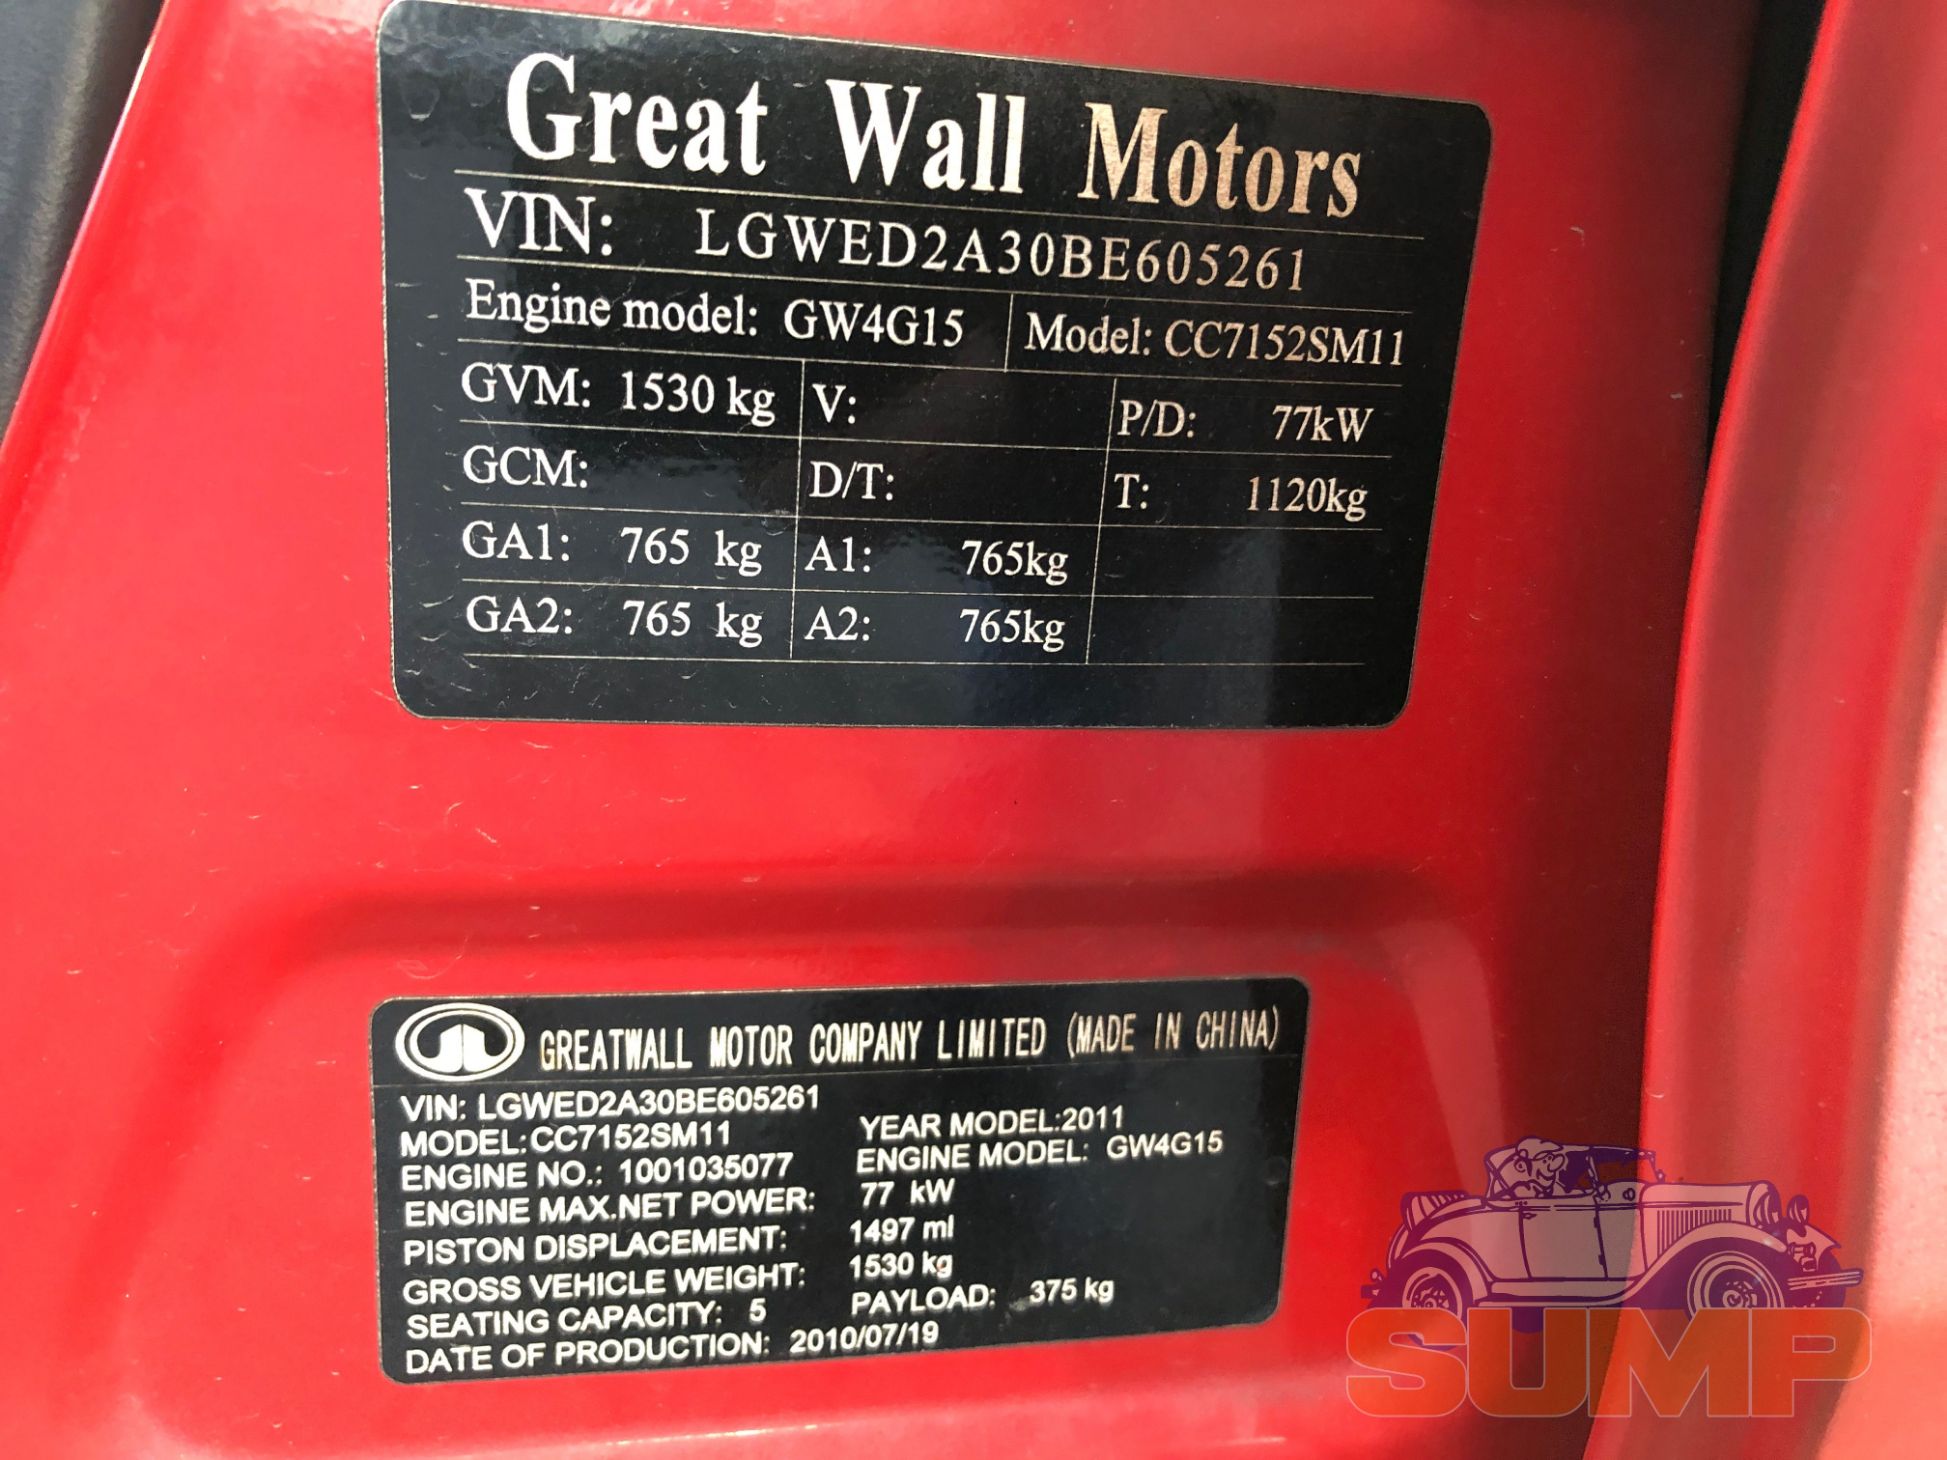 Great Wall Motors
VIN: LGWED2A30BE605261
Engine model: GW4G15 Model: CC7152SM11
GVM: 1530 kg V: P/D: 77kW
GCM: D/T: T: 1120kg
GA1: 765 kg A1: 765kg
GA2: 765 kg A2: 765kg
GREATWALL MOTOR COMPANY LIMITED (MADE IN CHINA)
VIN: LGWED2A30BE605261
MODEL:CC7152SM11 YEAR MODEL:2011
ENGINE NO.: 1001035077 ENGINE MODEL: GW4G15
ENGINE MAX.NET POWER: 77 kW
PISTON DISPLACEMENT: 1497 ml
GROSS VEHICLE WEIGHT: 1530 kg
SEATING CAPACITY: 5 PAYLOAD: 375 kg
DATE OF PRODUCTION: 2010/07/19
SUMP